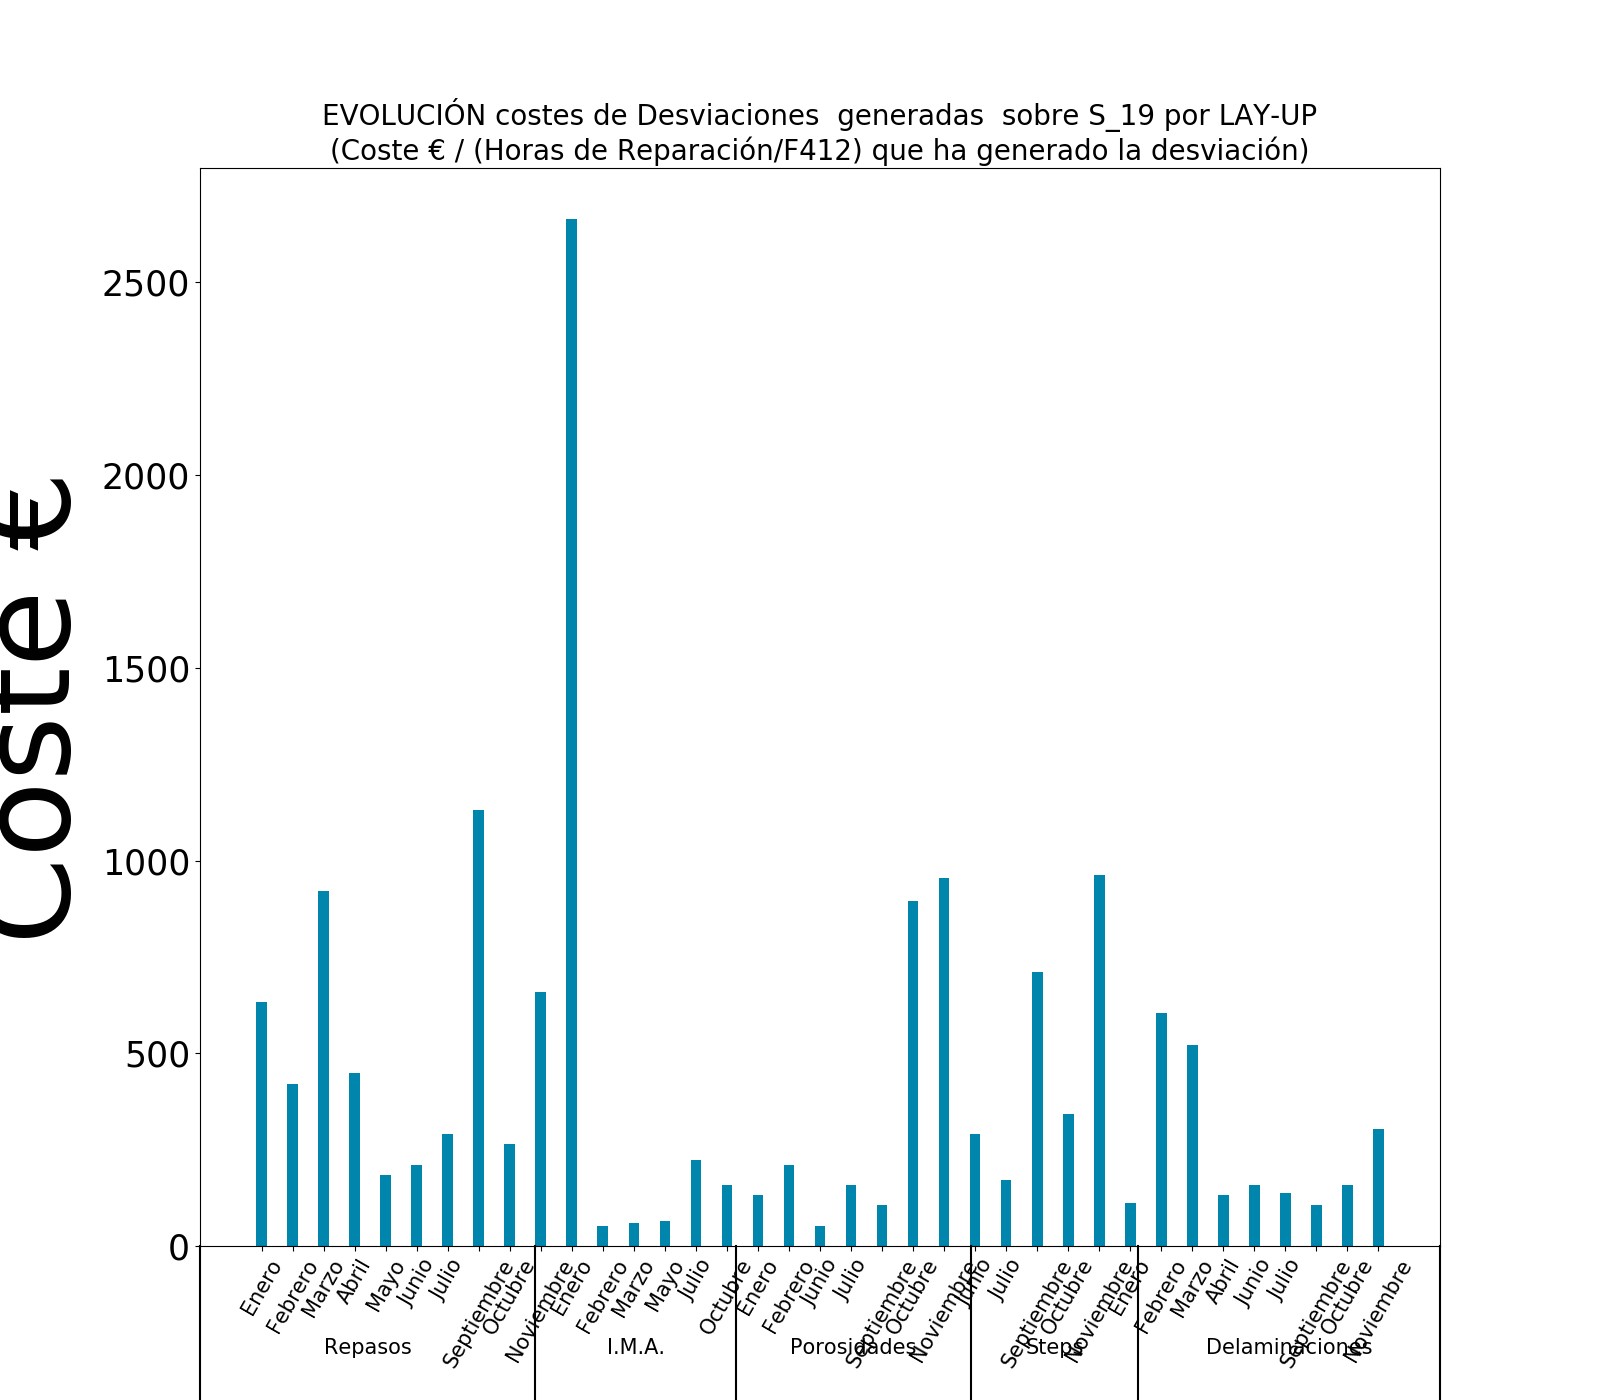 EVOLUCIÓN costes de Desviaciones  generadas  sobre S_19 por LAY-UP
(Coste € / (Horas de Reparación/F412) que ha generado la desviación)
Coste €
2500
2000
1500
1000
500
0
Enero
Febrero
Marzo
Abril
Mayo
Junio
Julio
Septiembre
Octubre
Noviembre
Enero
Febrero
Marzo
Mayo
Julio
Octubre
Enero
Febrero
Junio
Julio
Septiembre
Octubre
Noviembre
Junio
Julio
Septiembre
Octubre
Noviembre
Enero
Febrero
Marzo
Abril
Junio
Julio
Septiembre
Octubre
Noviembre
Repasos
I.M.A.
Porosidades
Steps
Delaminaciones